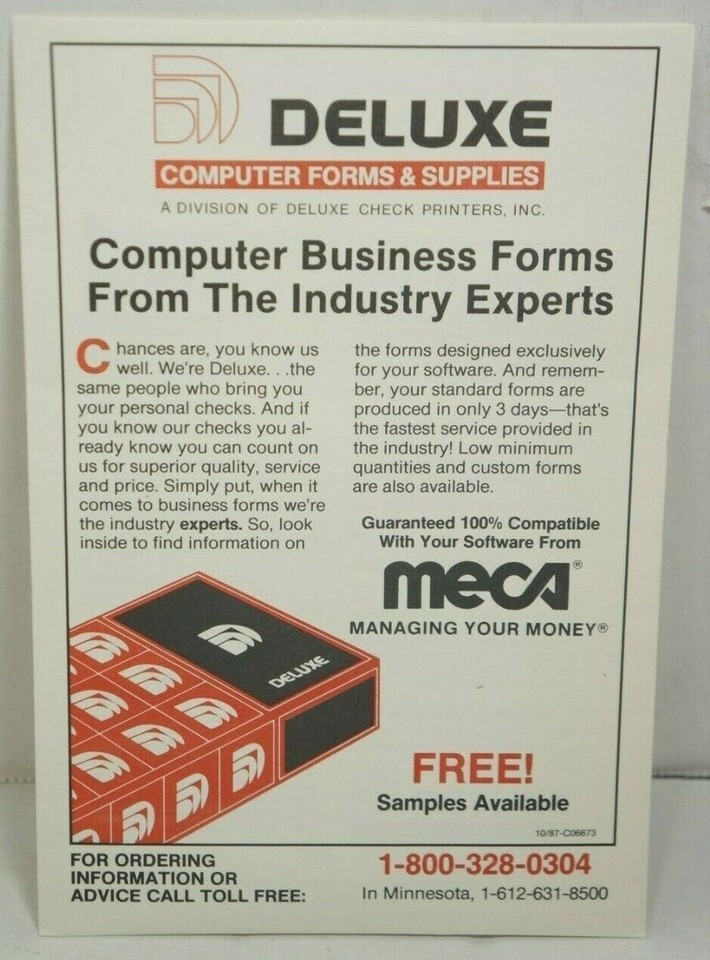 DELUXE
COMPUTER FORMS & SUPPLIES
A DIVISION OF DELUXE CHECK PRINTERS, INC.
Computer Business Forms
From The Industry Experts
Chances are, you know us
well. We're Deluxe. . .the
same people who bring you
your personal checks. And if
you know our checks you al-
ready know you can count on
us for superior quality, service
and price. Simply put, when it
comes to business forms we're
the industry experts. So, look
inside to find information on
the forms designed exclusively
for your software. And remem-
ber, your standard forms are
produced in only 3 days—that's
the fastest service provided in
the industry! Low minimum
quantities and custom forms
are also available.
Guaranteed 100% Compatible
With Your Software From
meca®
MANAGING YOUR MONEY®
DELUXE
FREE!
Samples Available
10/87-C06673
FOR ORDERING
INFORMATION OR
ADVICE CALL TOLL FREE:
1-800-328-0304
In Minnesota, 1-612-631-8500